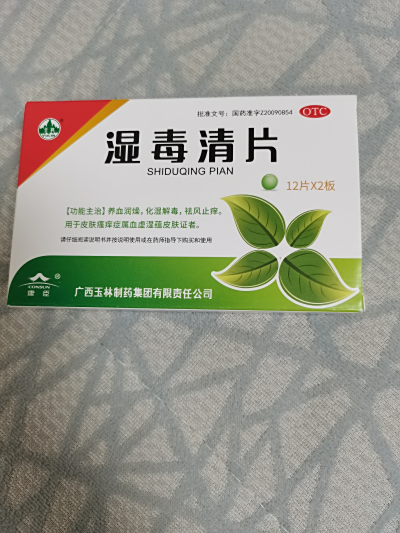 批准文号：国药准字Z20090854
OTC
湿毒清片
SHIDUQING PIAN
12片X2板
【功能主治】养血润燥，化湿解毒，祛风止痒。
用于皮肤瘙痒症属血虚湿蕴皮肤证者。
请仔细阅读说明书并按说明使用或在药师指导下购买和使用
CONSUN
康臣
广西玉林制药集团有限责任公司